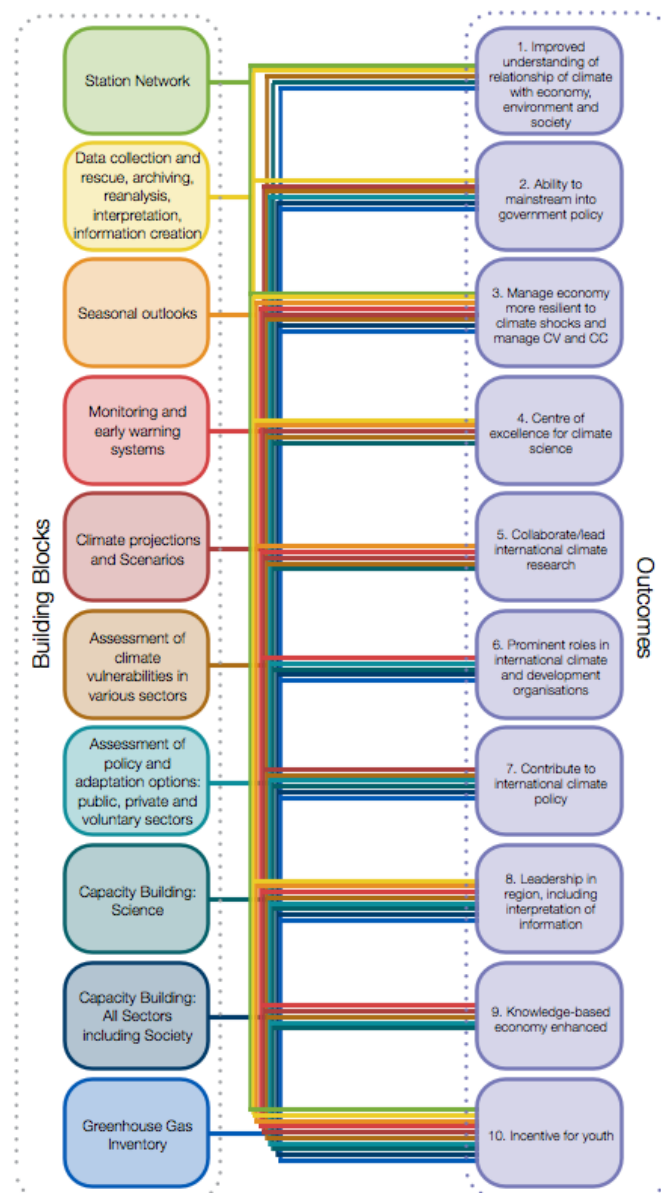 Building Blocks
Station Network
Data collection and
rescue, archiving,
reanalysis,
interpretation,
information creation
Seasonal outlooks
Monitoring and
early warning
systems
Climate projections
and Scenarios
Assessment of
climate
vulnerabilities in
various sectors
Assessment of
policy and
adaptation options:
public, private and
voluntary sectors
Capacity Building:
Science
Capacity Building:
All Sectors
including Society
Greenhouse Gas
Inventory
Outcomes
1. Improved
understanding of
relationship of climate
with economy,
environment and
society
2. Ability to
mainstream into
government policy
3. Manage economy
more resilient to
climate shocks and
manage CV and CC
4. Centre of
excellence for climate
science
5. Collaborate/lead
international climate
research
6. Prominent roles in
international climate
and development
organisations
7. Contribute to
international climate
policy
8. Leadership in
region, including
interpretation of
information
9. Knowledge-based
economy enhanced
10. Incentive for youth